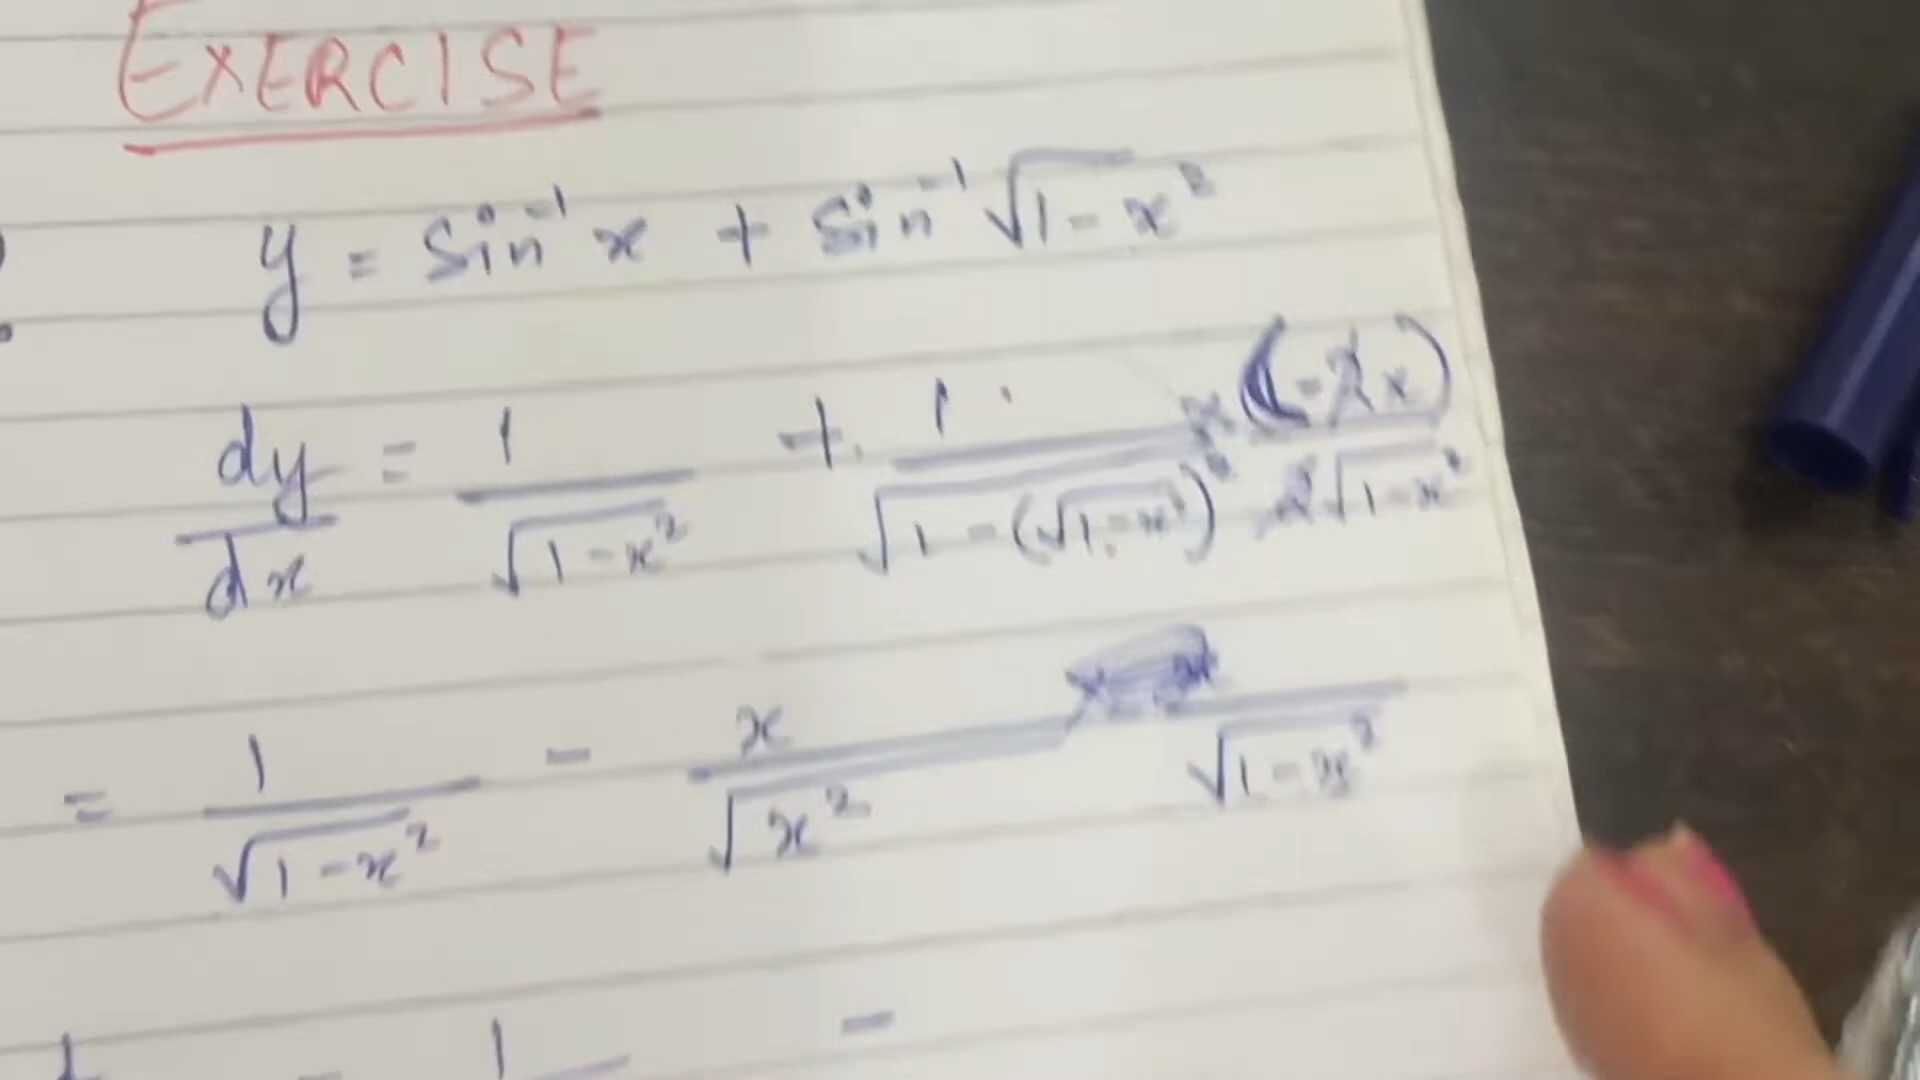 EXERCISE
y = Sin⁻¹ x + Sin⁻¹ √1-x²
dy/dx = 1/√1-x² + 1/√1-(√1-x²)² × (-2x)/2√1-x²
= 1/√1-x² - x/√x² √1-x²
1 -